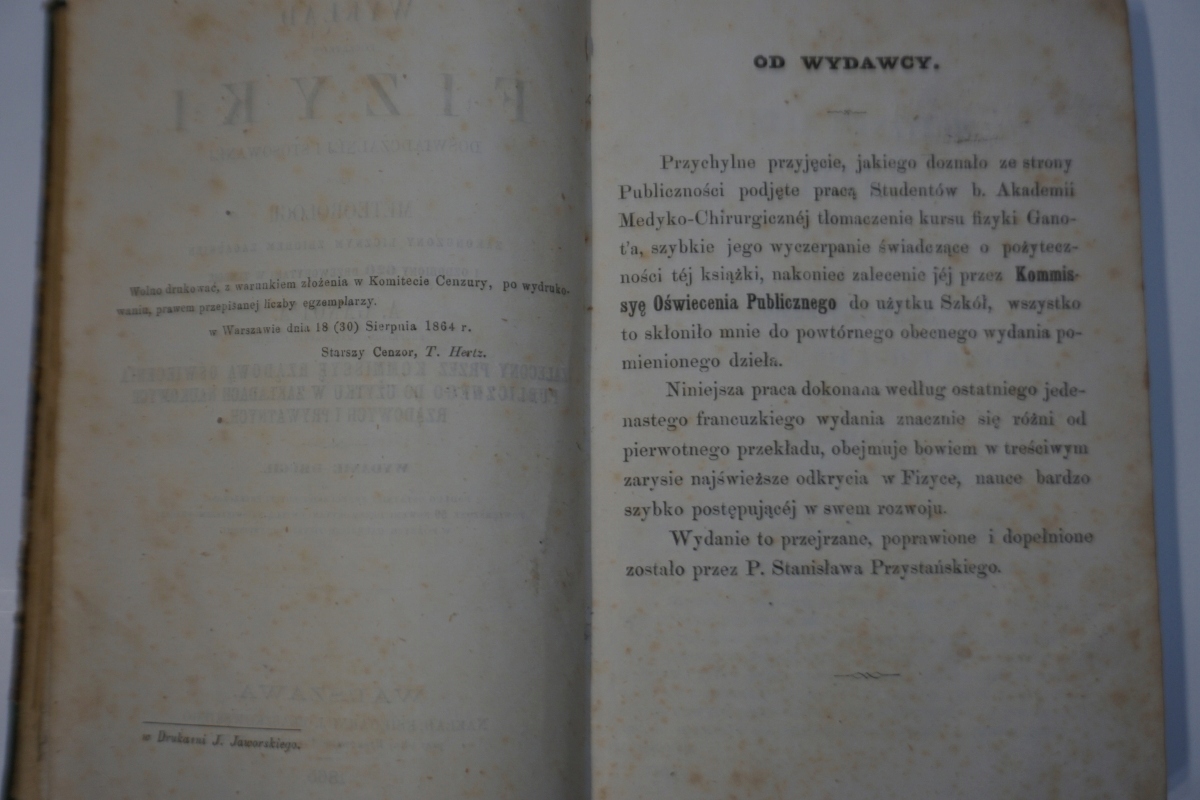 Wolno drukować, z warunkiem złożenia w Komitecie Cenzury, po wydruko-
waniu, prawem przepisanej liczby egzemplarzy.
w Warszawie dnia 18 (30) Sierpnia 1864 r.
Starszy Cenzor, T. Hertz.
w Drukarni J. Jaworskiego.
OD WYDAWCY.
Przychylne przyjęcie, jakiego doznało ze strony
Publiczności podjęte pracą Studentów b. Akademii
Medyko-Chirurgicznéj tłomaczenie kursu fizyki Gano-
t'a, szybkie jego wyczerpanie świadczące o pożytecz-
ności téj książki, nakoniec zalecenie jéj przez Kommis-
syę Oświecenia Publicznego do użytku Szkół, wszystko
to skłoniło mnie do powtórnego obecnego wydania po-
mienionego dzieła.
Niniejsza praca dokonana według ostatniego jede-
nastego francuzkiego wydania znacznie się różni od
pierwotnego przekładu, obejmuje bowiem w treściwym
zarysie najświeższe odkrycia w Fizyce, nauce bardzo
szybko postępującéj w swem rozwoju.
Wydanie to przejrzane, poprawione i dopełnione
zostało przez P. Stanisława Przystańskiego.